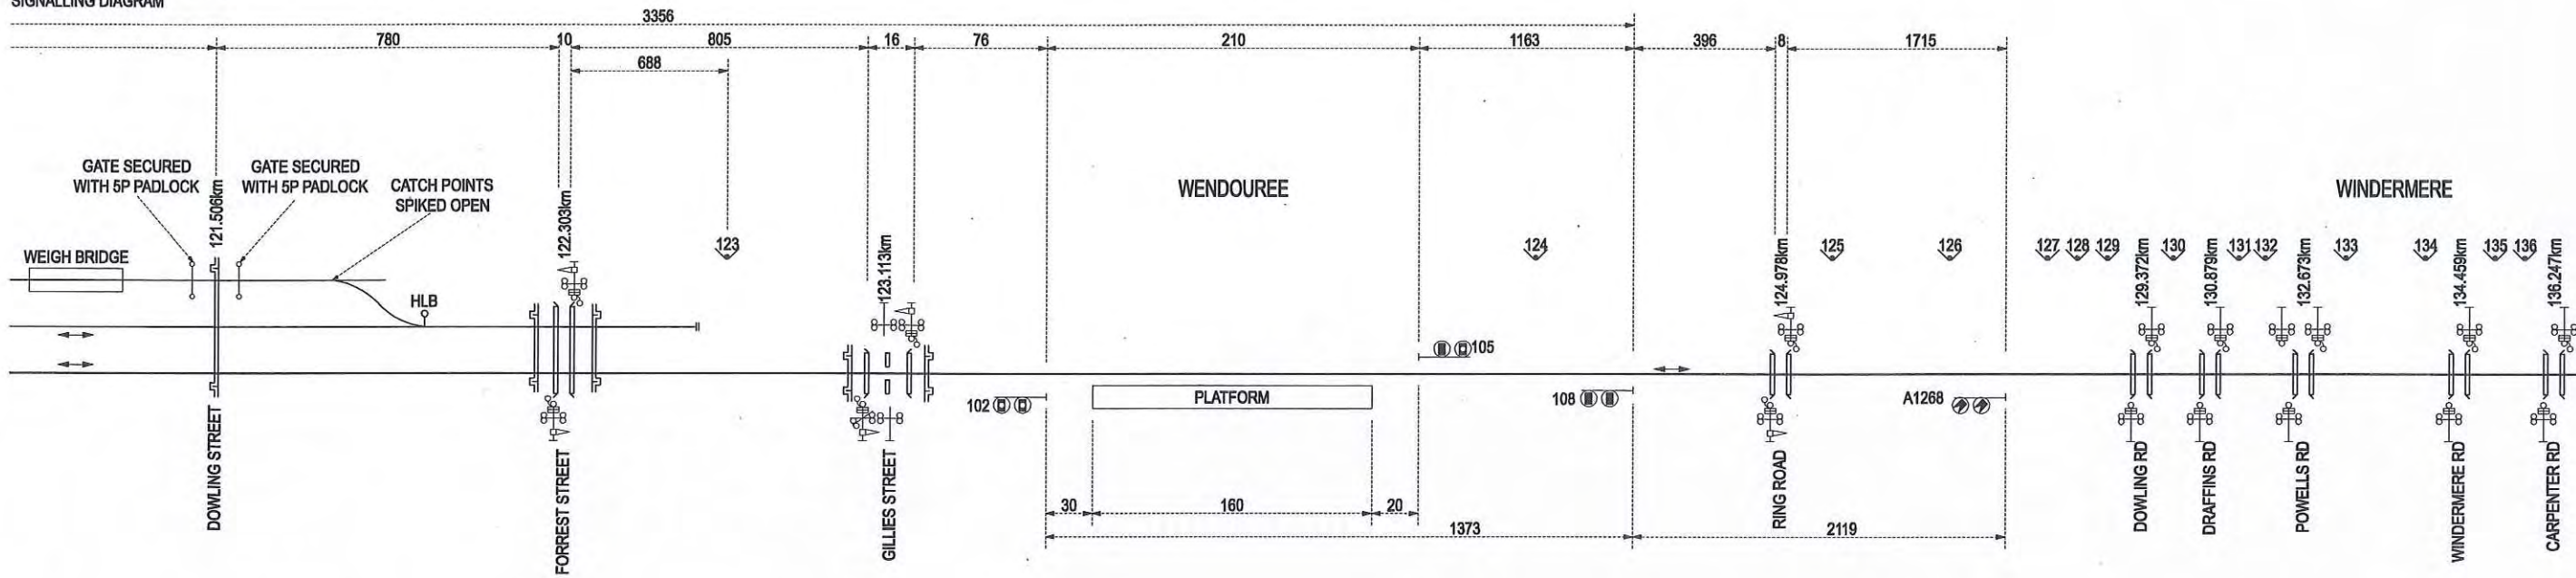 SIGNALLING DIAGRAM
3356
780
10
805
16
76
210
1163
396
8
1715
688
WENDOUREE
WINDERMERE
GATE SECURED
WITH 5P PADLOCK
GATE SECURED
WITH 5P PADLOCK
CATCH POINTS
SPIKED OPEN
121.506km
122.303km
123
123.113km
124
124.978km
125
126
127
128
129
129.372km
130
130.879km
131
132
132.673km
133
134
134.459km
135
136
136.247km
WEIGH BRIDGE
HLB
105
102
PLATFORM
108
A1268
DOWLING STREET
FORREST STREET
GILLIES STREET
RING ROAD
DOWLING RD
DRAFFINS RD
POWELLS RD
WINDERMERE RD
CARPENTER RD
30
160
20
1373
2119